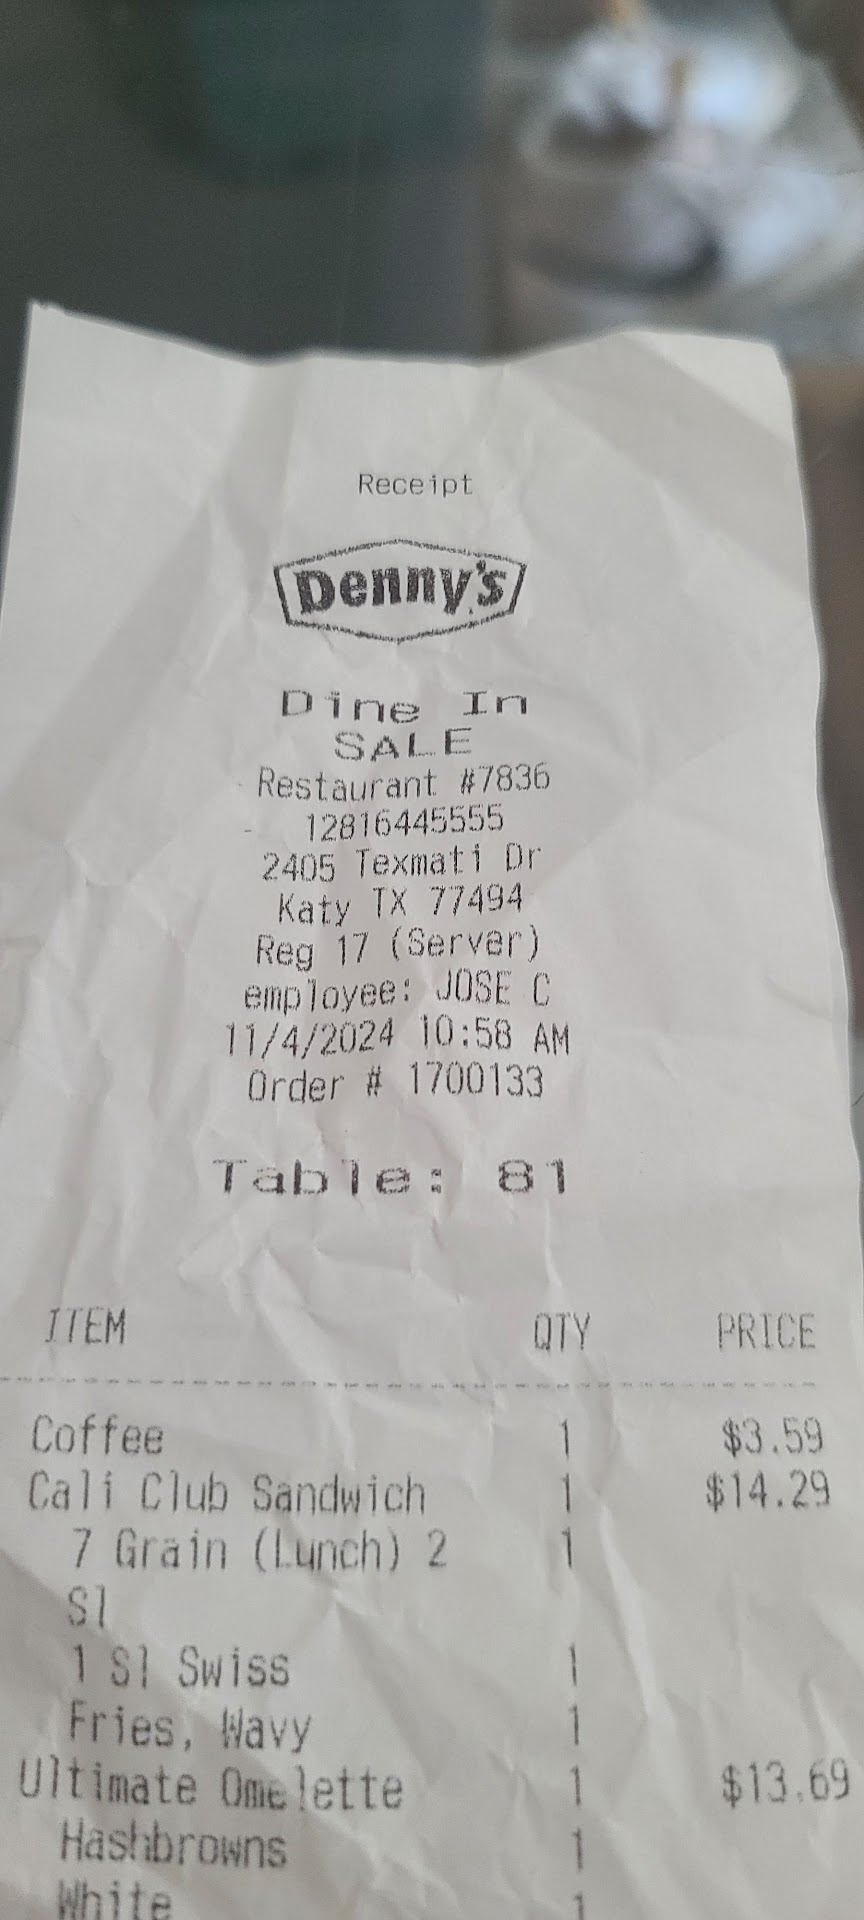 Receipt
Denny's
Dine In
SALE
Restaurant #7836
12816445555
2405 Texmati Dr
Katy TX 77494
Reg 17 (Server)
employee: JOSE C
11/4/2024 10:58 AM
Order # 1700133
Table: 81
ITEM QTY PRICE
Coffee 1 $3.59
Cali Club Sandwich 1 $14.29
7 Grain (Lunch) 2 1
Sl
1 Sl Swiss 1
Fries, Wavy 1
Ultimate Omelette 1 $13.69
Hashbrowns 1
White 1